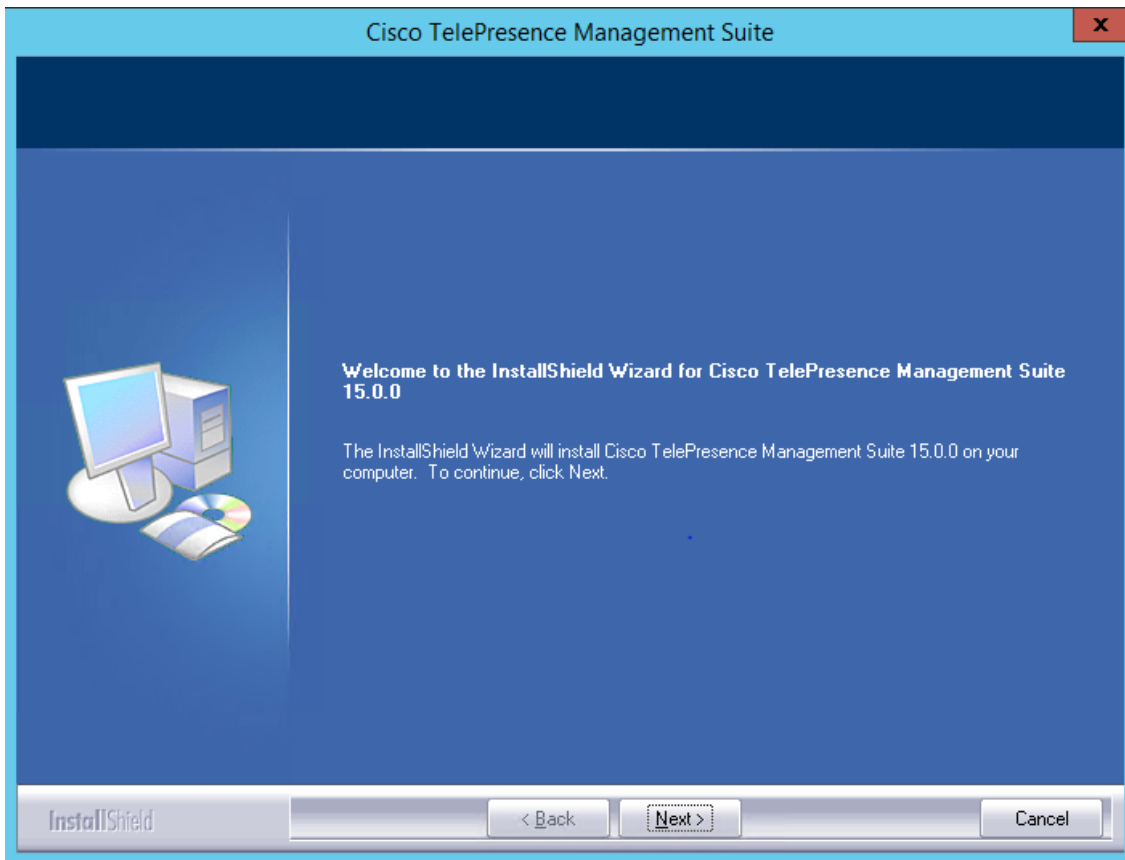 Cisco TelePresence Management Suite
x
Welcome to the InstallShield Wizard for Cisco TelePresence Management Suite
15.0.0
The InstallShield Wizard will install Cisco TelePresence Management Suite 15.0.0 on your
computer. To continue, click Next.
InstallShield
< Back
Next >
Cancel